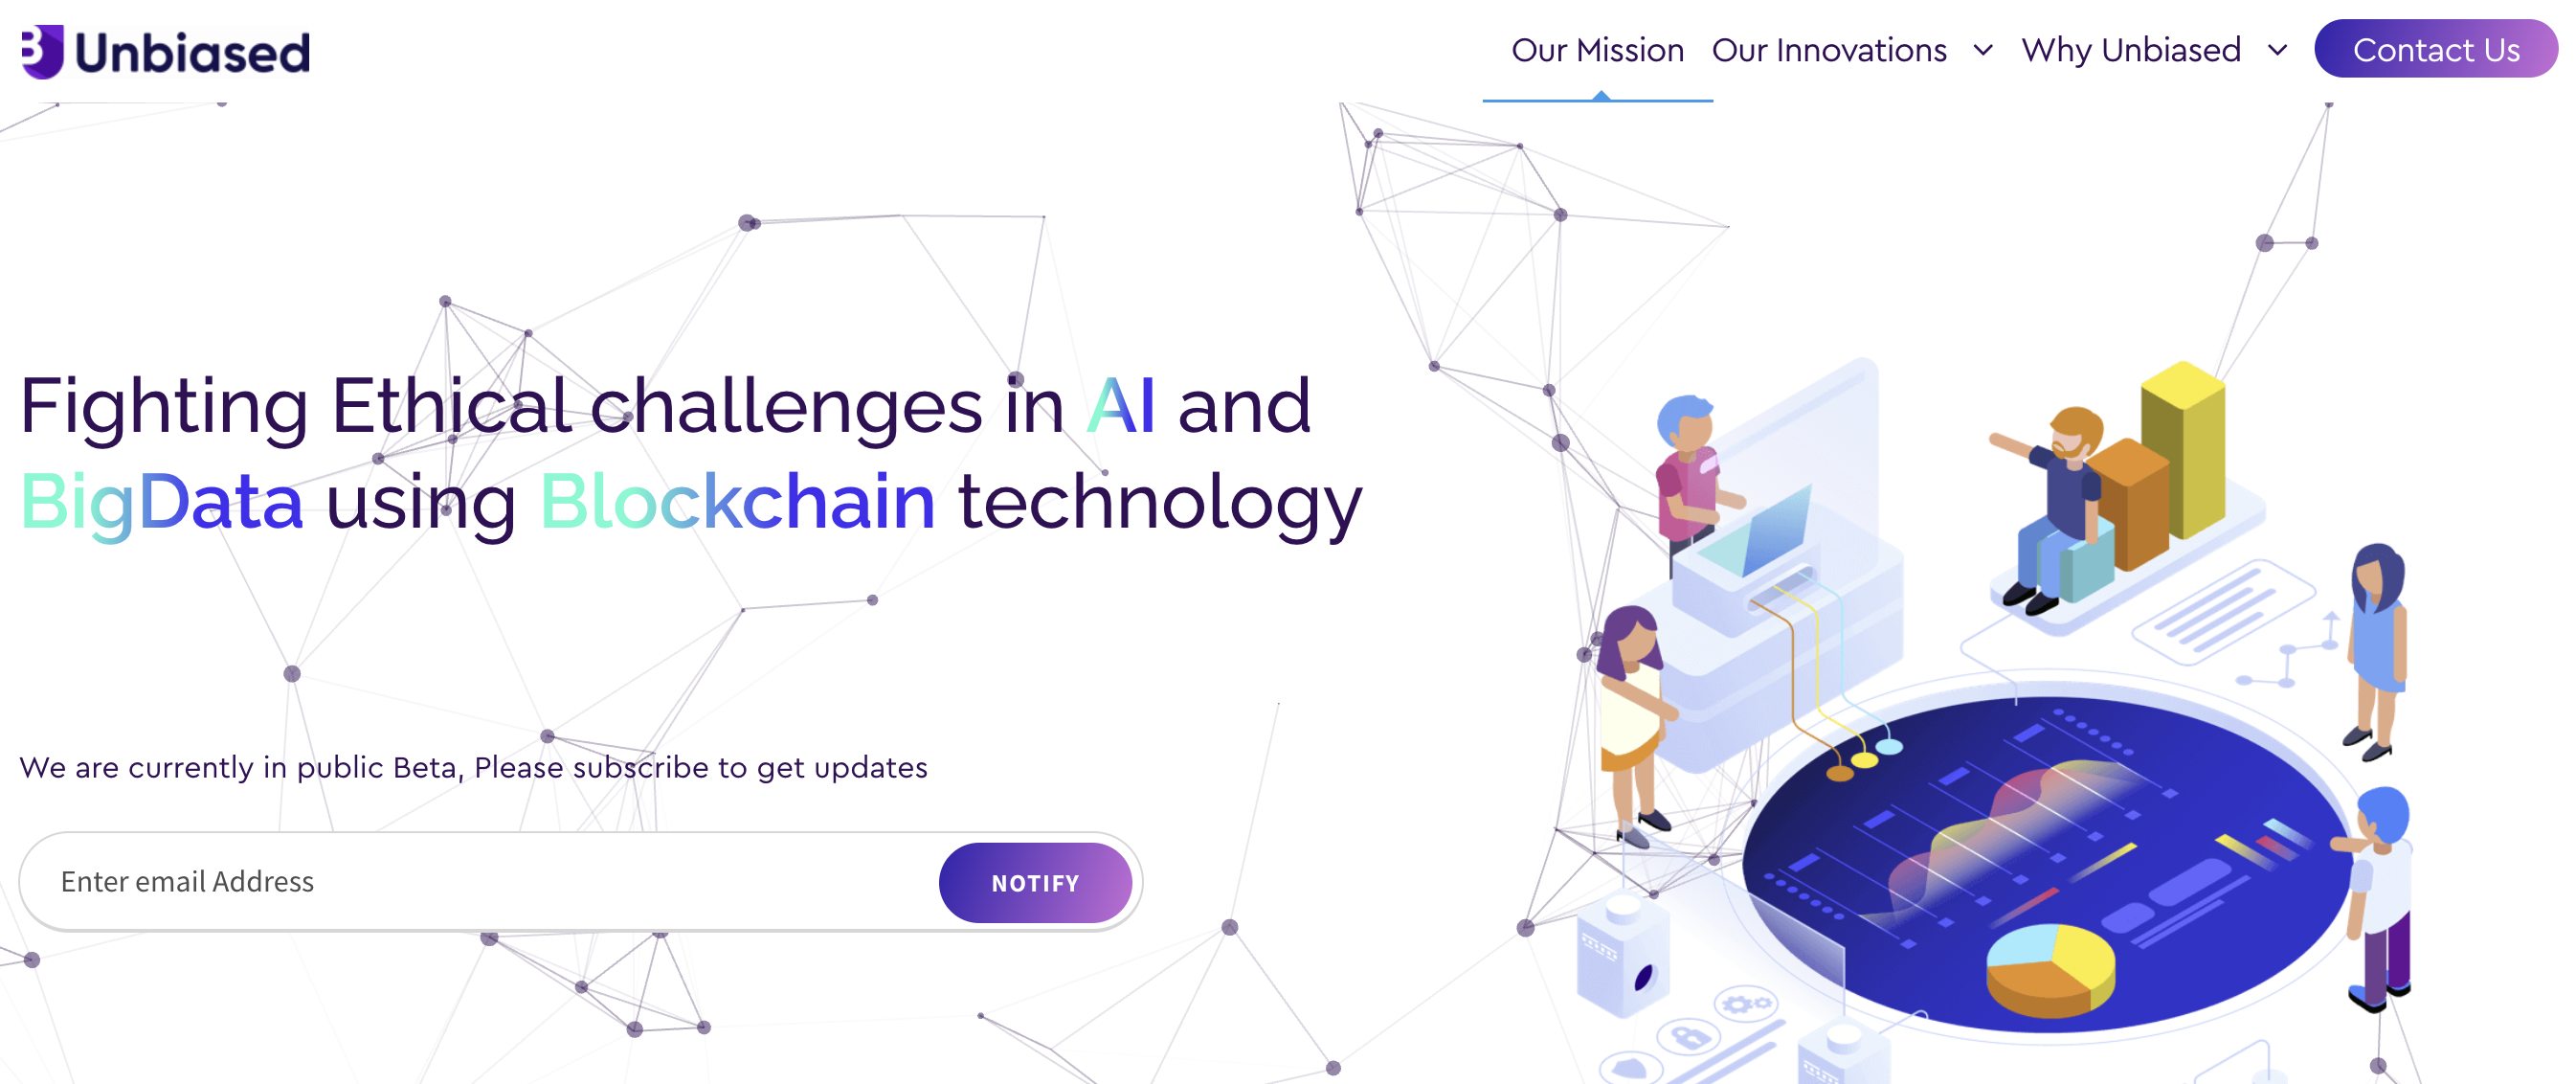 Unbiased
Our Mission
Our Innovations
Why Unbiased
Contact Us
Fighting Ethical challenges in AI and
BigData using Blockchain technology
We are currently in public Beta, Please subscribe to get updates
Enter email Address
NOTIFY